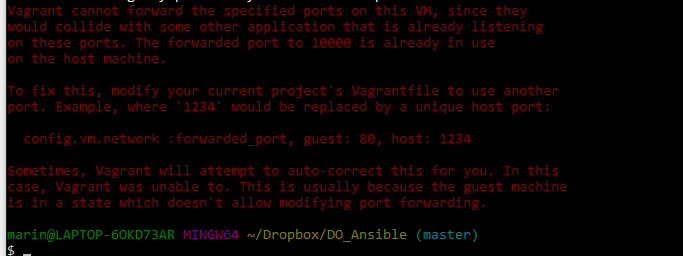 Vagrant cannot forward the specified ports on this VM, since they
would collide with some other application that is already listening
on these ports. The forwarded port to 10000 is already in use
on the host machine.
To fix this, modify your current project's Vagrantfile to use another
port. Example, where '1234' would be replaced by a unique host port:
config.vm.network :forwarded_port, guest: 80, host: 1234
Sometimes, Vagrant will attempt to auto-correct this for you. In this
case, Vagrant was unable to. This is usually because the guest machine
is in a state which doesn't allow modifying port forwarding.
marin@LAPTOP-6OKD73AR MINGW64 ~/Dropbox/DO_Ansible (master)
$